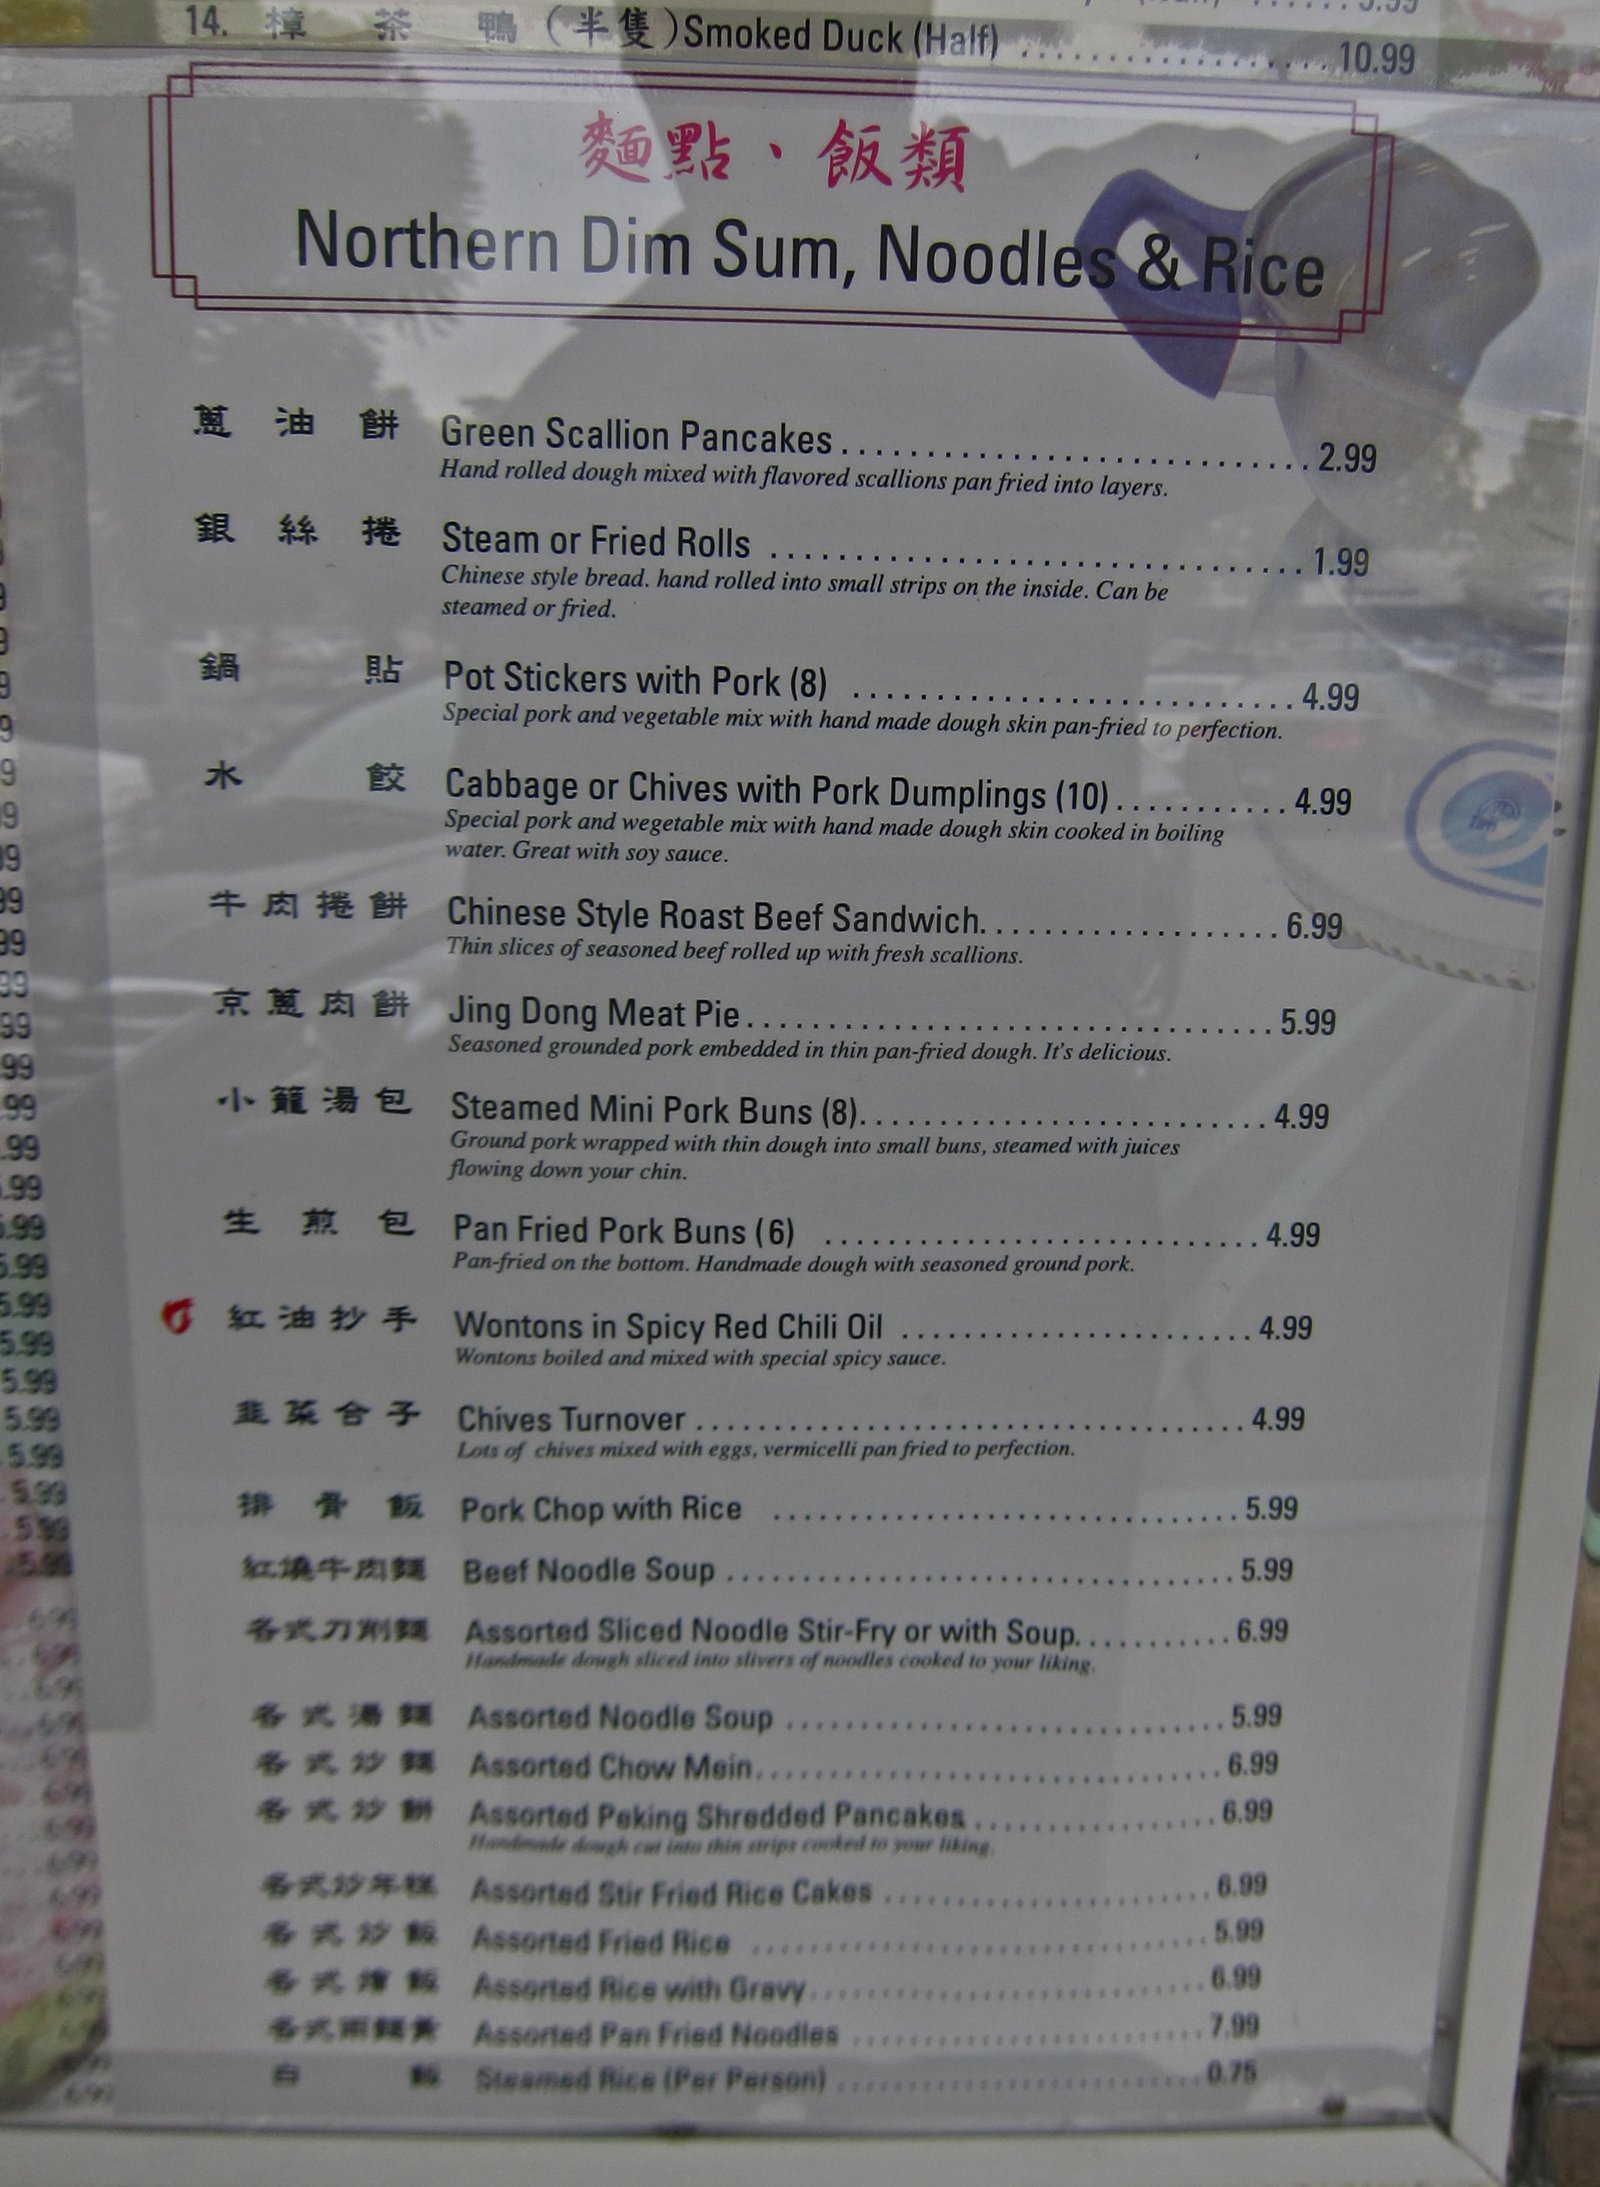 14. 樟 茶 鴨 (半隻) Smoked Duck (Half) .................. 10.99
麵點、飯類
Northern Dim Sum, Noodles & Rice
蔥油餅 Green Scallion Pancakes ............................ 2.99
Hand rolled dough mixed with flavored scallions pan fried into layers.
銀絲捲 Steam or Fried Rolls ................................ 1.99
Chinese style bread. hand rolled into small strips on the inside. Can be
steamed or fried.
鍋貼 Pot Stickers with Pork (8) .......................... 4.99
Special pork and vegetable mix with hand made dough skin pan-fried to perfection.
水餃 Cabbage or Chives with Pork Dumplings (10) ........... 4.99
Special pork and wegetable mix with hand made dough skin cooked in boiling
water. Great with soy sauce.
牛肉捲餅 Chinese Style Roast Beef Sandwich.................. 6.99
Thin slices of seasoned beef rolled up with fresh scallions.
京蔥肉餅 Jing Dong Meat Pie ............................... 5.99
Seasoned grounded pork embedded in thin pan-fried dough. It's delicious.
小籠湯包 Steamed Mini Pork Buns (8)......................... 4.99
Ground pork wrapped with thin dough into small buns, steamed with juices
flowing down your chin.
生煎包 Pan Fried Pork Buns (6) .......................... 4.99
Pan-fried on the bottom. Handmade dough with seasoned ground pork.
紅油抄手 Wontons in Spicy Red Chili Oil ..................... 4.99
Wontons boiled and mixed with special spicy sauce.
韭菜合子 Chives Turnover ................................. 4.99
Lots of chives mixed with eggs, vermicelli pan fried to perfection.
排骨飯 Pork Chop with Rice .............................. 5.99
紅燒牛肉麵 Beef Noodle Soup ................................. 5.99
各式刀削麵 Assorted Sliced Noodle Stir-Fry or with Soup........... 6.99
Handmade dough sliced into slivers of noodles cooked to your liking.
各式湯麵 Assorted Noodle Soup ............................. 5.99
各式炒麵 Assorted Chow Mein.............................. 6.99
各式炒餅 Assorted Peking Shredded Pancakes ................ 6.99
Handmade dough cut into thin strips cooked to your liking.
各式炒年糕 Assorted Stir Fried Rice Cakes ...................... 6.99
各式炒飯 Assorted Fried Rice .............................. 5.99
各式燴飯 Assorted Rice with Gravy.......................... 6.99
各式兩麵黃 Assorted Pan Fried Noodles ........................ 7.99
白飯 Steamed Rice (Per Person) ......................... 0.75